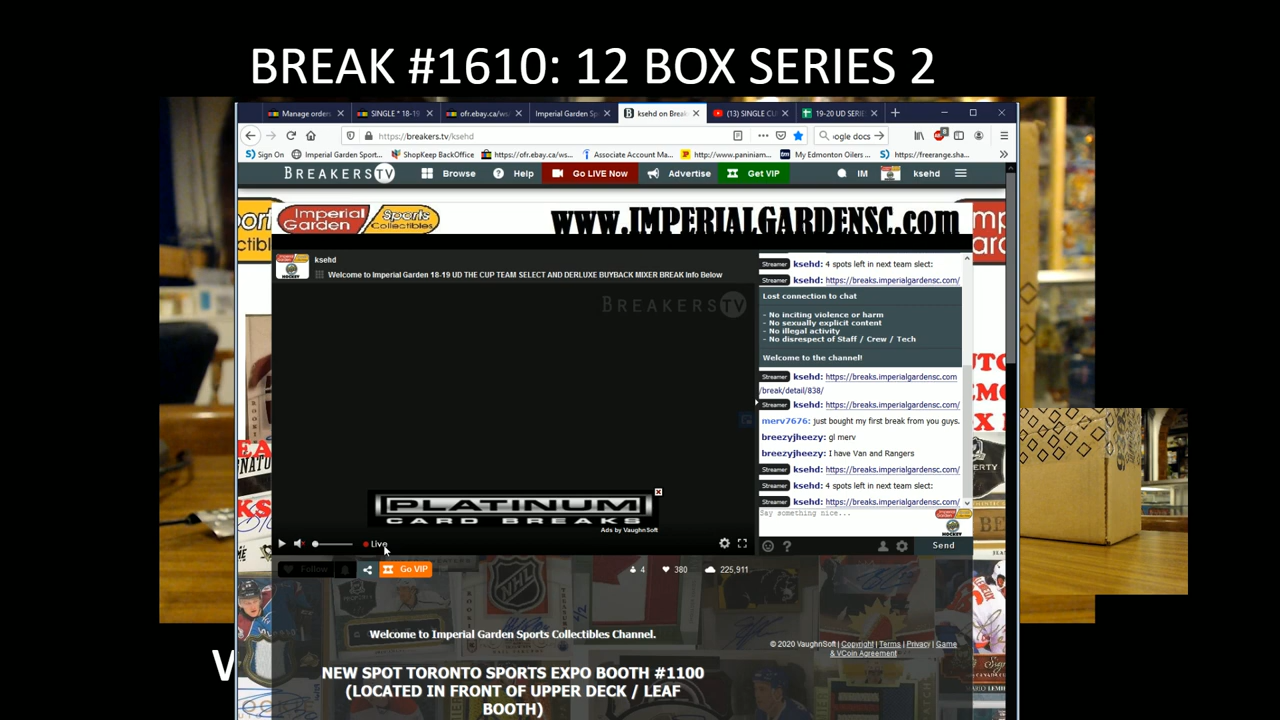 BREAK #1610: 12 BOX SERIES 2
Manage orders
SINGLE * 18-19
ofr.ebay.ca/ws
Imperial Garden Sp
ksehd on Break
(13) SINGLE CU
19-20 UD SERIE
https://breakers.tv/ksehd
ogle docs
Sign On
Imperial Garden Sport...
ShopKeep BackOffice
https://ofr.ebay.ca/ws...
Associate Account Ma...
http://www.paniniam...
My Edmonton Oilers ...
https://freerange.sha...
BREAKERSTV
Browse
Help
Go LIVE Now
Advertise
Get VIP
IM
ksehd
Imperial Garden Sports Collectibles
www.IMPERIALGARDENSC.com
ksehd
Welcome to Imperial Garden 18-19 UD THE CUP TEAM SELECT AND DERLUXE BUYBACK MIXER BREAK Info Below
BREAKERSTV
Streamer ksehd: 4 spots left in next team slect:
Streamer ksehd: https://breaks.imperialgardensc.com/
Lost connection to chat
- No inciting violence or harm
- No sexually explicit content
- No illegal activity
- No disrespect of Staff / Crew / Tech
Welcome to the channel!
Streamer ksehd: https://breaks.imperialgardensc.com
/break/detail/838/
Streamer ksehd: https://breaks.imperialgardensc.com/
merv7676: just bought my first break from you guys.
breezyjheezy: gl merv
breezyjheezy: I have Van and Rangers
Streamer ksehd: https://breaks.imperialgardensc.com/
Streamer ksehd: 4 spots left in next team slect:
Streamer ksehd: https://breaks.imperialgardensc.com/
Say something nice...
Send
PLATINUM
CARD BREAKS
Ads by VaughnSoft
Live
Follow
Go VIP
4
380
225,911
Welcome to Imperial Garden Sports Collectibles Channel.
© 2020 VaughnSoft | Copyright | Terms | Privacy | Game
& VCoin Agreement
NEW SPOT TORONTO SPORTS EXPO BOOTH #1100
(LOCATED IN FRONT OF UPPER DECK / LEAF
BOOTH)